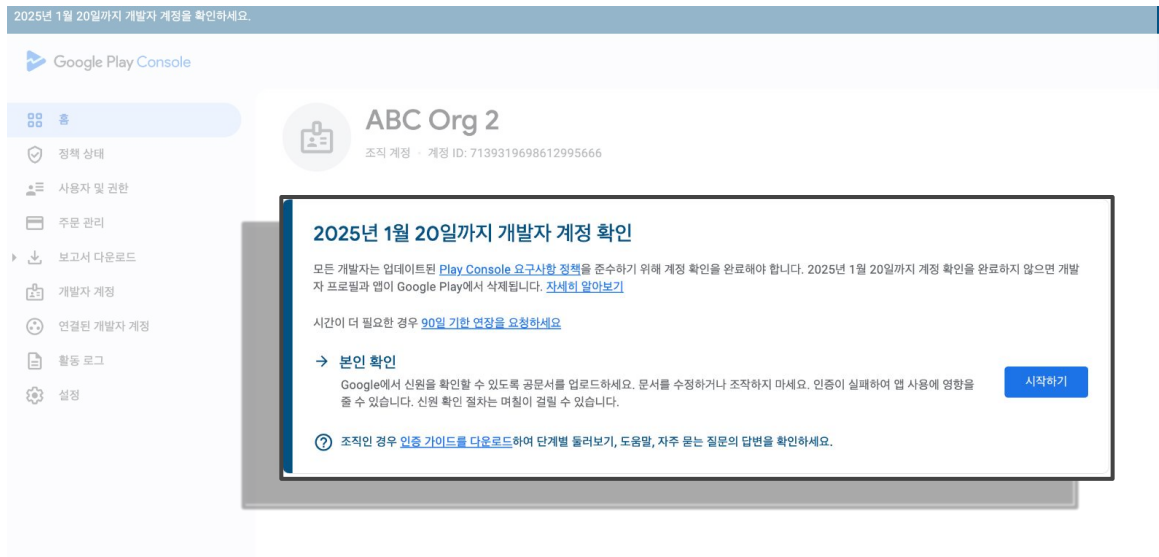 2025년 1월 20일까지 개발자 계정을 확인하세요.
Google Play Console
홈
정책 상태
사용자 및 권한
주문 관리
보고서 다운로드
개발자 계정
연결된 개발자 계정
활동 로그
설정
ABC Org 2
조직 계정 · 계정 ID: 7139319698612995666
2025년 1월 20일까지 개발자 계정 확인
모든 개발자는 업데이트된 Play Console 요구사항 정책을 준수하기 위해 계정 확인을 완료해야 합니다. 2025년 1월 20일까지 계정 확인을 완료하지 않으면 개발
자 프로필과 앱이 Google Play에서 삭제됩니다. 자세히 알아보기
시간이 더 필요한 경우 90일 기한 연장을 요청하세요
본인 확인
Google에서 신원을 확인할 수 있도록 공문서를 업로드하세요. 문서를 수정하거나 조작하지 마세요. 인증이 실패하여 앱 사용에 영향을
줄 수 있습니다. 신원 확인 절차는 며칠이 걸릴 수 있습니다.
시작하기
조직인 경우 인증 가이드를 다운로드하여 단계별 둘러보기, 도움말, 자주 묻는 질문의 답변을 확인하세요.